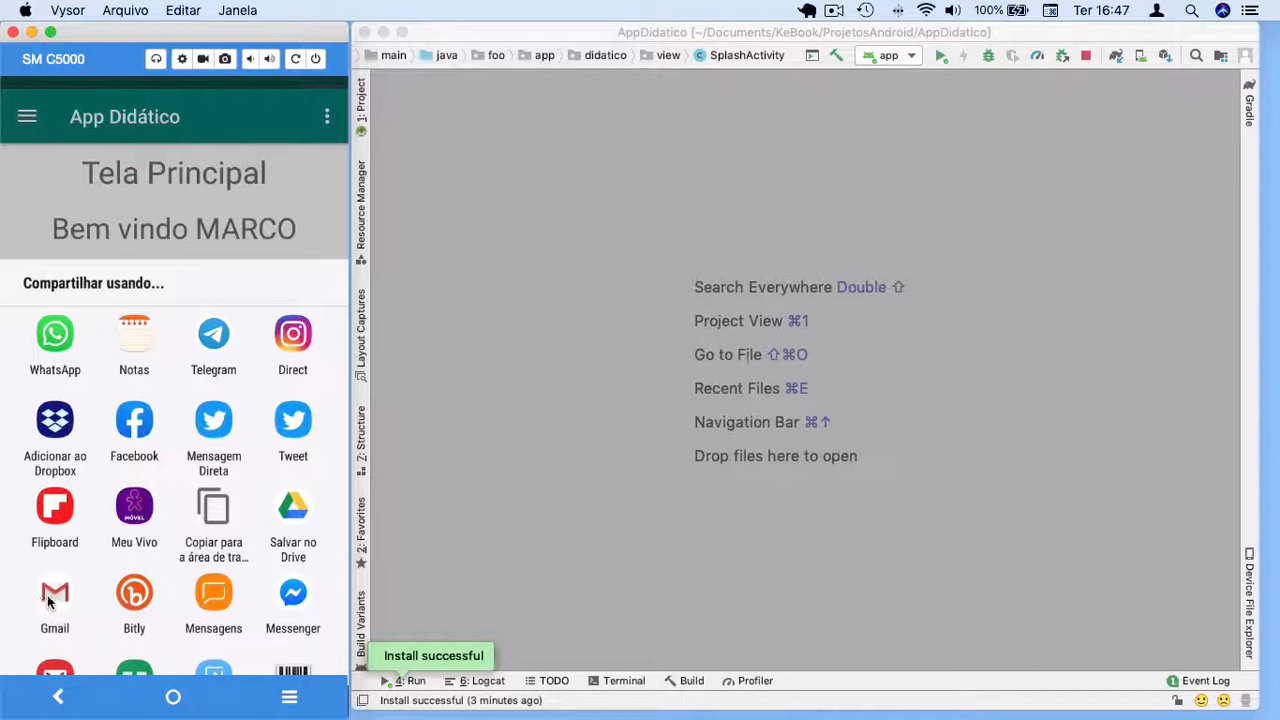 Vysor Arquivo Editar Janela
100%
Ter 16:47
SM C5000
AppDidatico [~/Documents/KeBook/ProjetosAndroid/AppDidatico]
main java foo app didatico view SplashActivity
app
App Didático
Tela Principal
Bem vindo MARCO
Compartilhar usando...
WhatsApp Notas Telegram Direct
Adicionar ao Dropbox
Facebook
Mensagem Direta
Tweet
Flipboard
Meu Vivo
Copiar para a área de tra...
Salvar no Drive
MÓVEL
Gmail Bitly Mensagens Messenger
1: Project
Resource Manager
Layout Captures
7: Structure
2: Favorites
Build Variants
Search Everywhere Double ⇧
Project View ⌘1
Go to File ⇧⌘O
Recent Files ⌘E
Navigation Bar ⌘↑
Drop files here to open
Gradle
Device File Explorer
Install successful
4: Run 6: Logcat TODO Terminal Build Profiler
1 Event Log
Install successful (3 minutes ago)